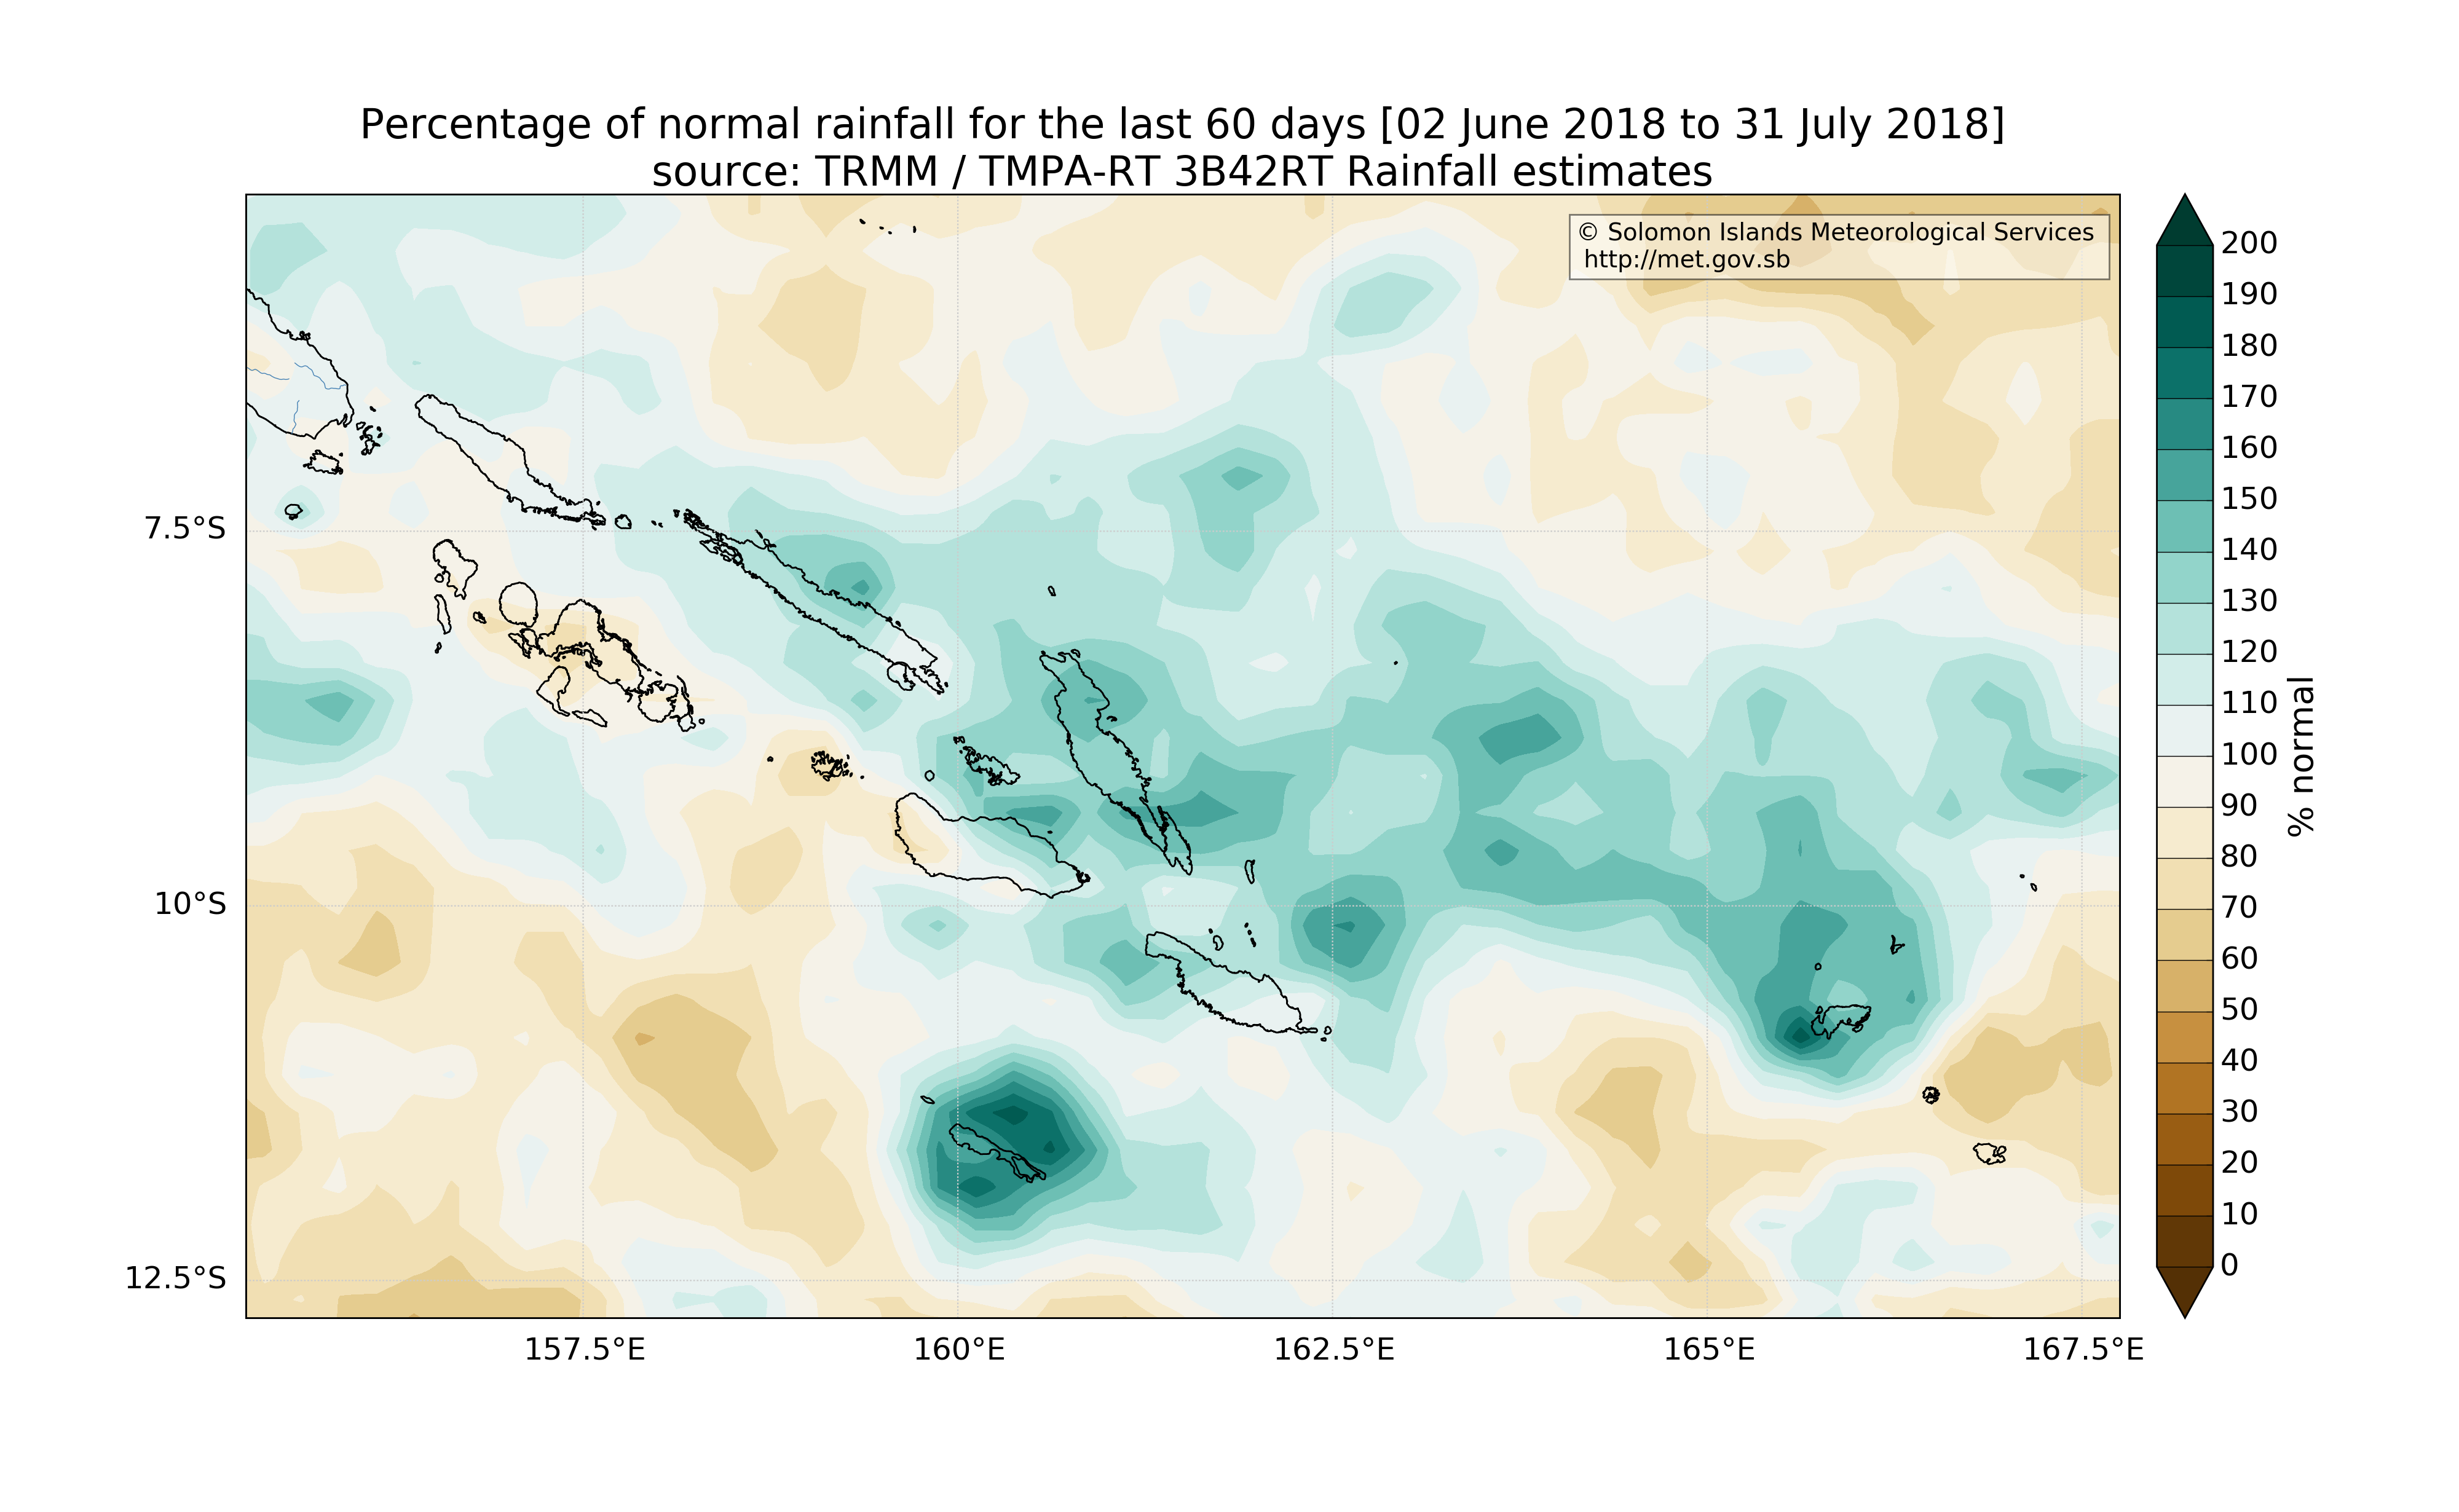 Percentage of normal rainfall for the last 60 days [02 June 2018 to 31 July 2018]
source: TRMM / TMPA-RT 3B42RT Rainfall estimates
© Solomon Islands Meteorological Services
http://met.gov.sb
7.5°S
10°S
12.5°S
157.5°E
160°E
162.5°E
165°E
167.5°E
200
190
180
170
160
150
140
130
120
110
100
90
80
70
60
50
40
30
20
10
0
% normal